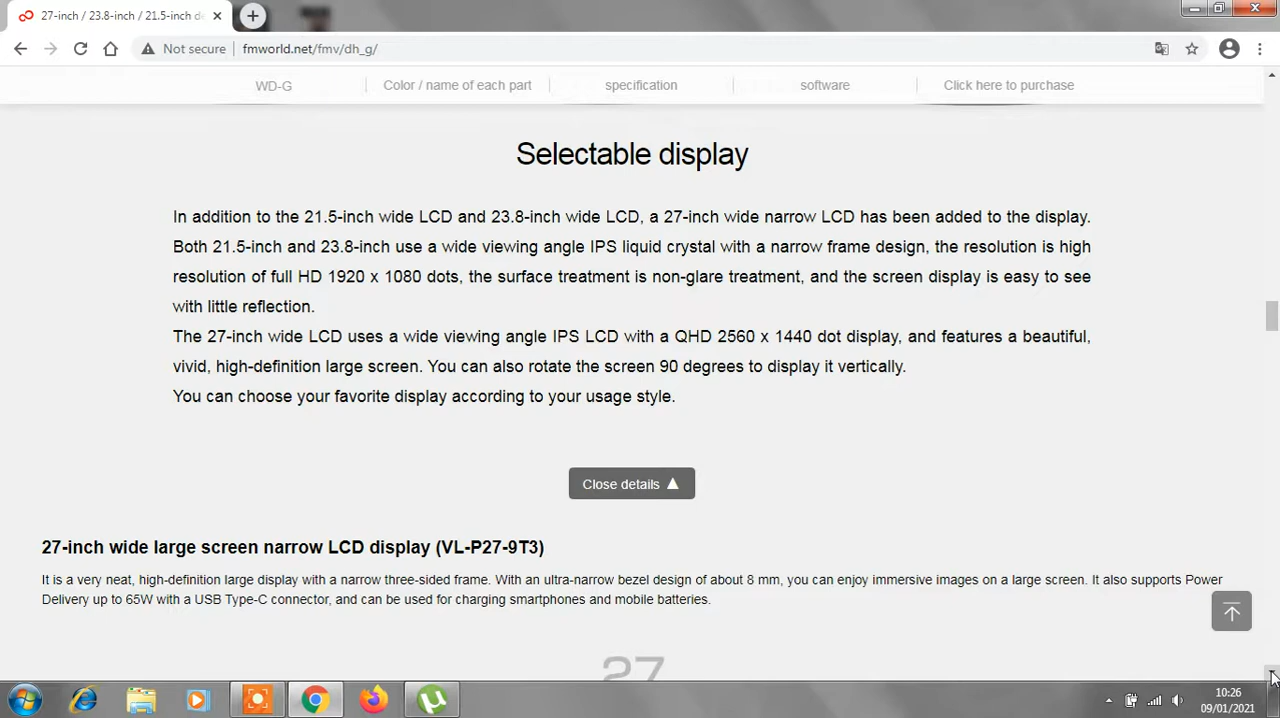 27-inch / 23.8-inch / 21.5-inch de
Not secure
fmworld.net/fmv/dh_g/
WD-G
Color / name of each part
specification
software
Click here to purchase
Selectable display
In addition to the 21.5-inch wide LCD and 23.8-inch wide LCD, a 27-inch wide narrow LCD has been added to the display.
Both 21.5-inch and 23.8-inch use a wide viewing angle IPS liquid crystal with a narrow frame design, the resolution is high
resolution of full HD 1920 x 1080 dots, the surface treatment is non-glare treatment, and the screen display is easy to see
with little reflection.
The 27-inch wide LCD uses a wide viewing angle IPS LCD with a QHD 2560 x 1440 dot display, and features a beautiful,
vivid, high-definition large screen. You can also rotate the screen 90 degrees to display it vertically.
You can choose your favorite display according to your usage style.
Close details ▲
27-inch wide large screen narrow LCD display (VL-P27-9T3)
It is a very neat, high-definition large display with a narrow three-sided frame. With an ultra-narrow bezel design of about 8 mm, you can enjoy immersive images on a large screen. It also supports Power
Delivery up to 65W with a USB Type-C connector, and can be used for charging smartphones and mobile batteries.
27
10:26
09/01/2021